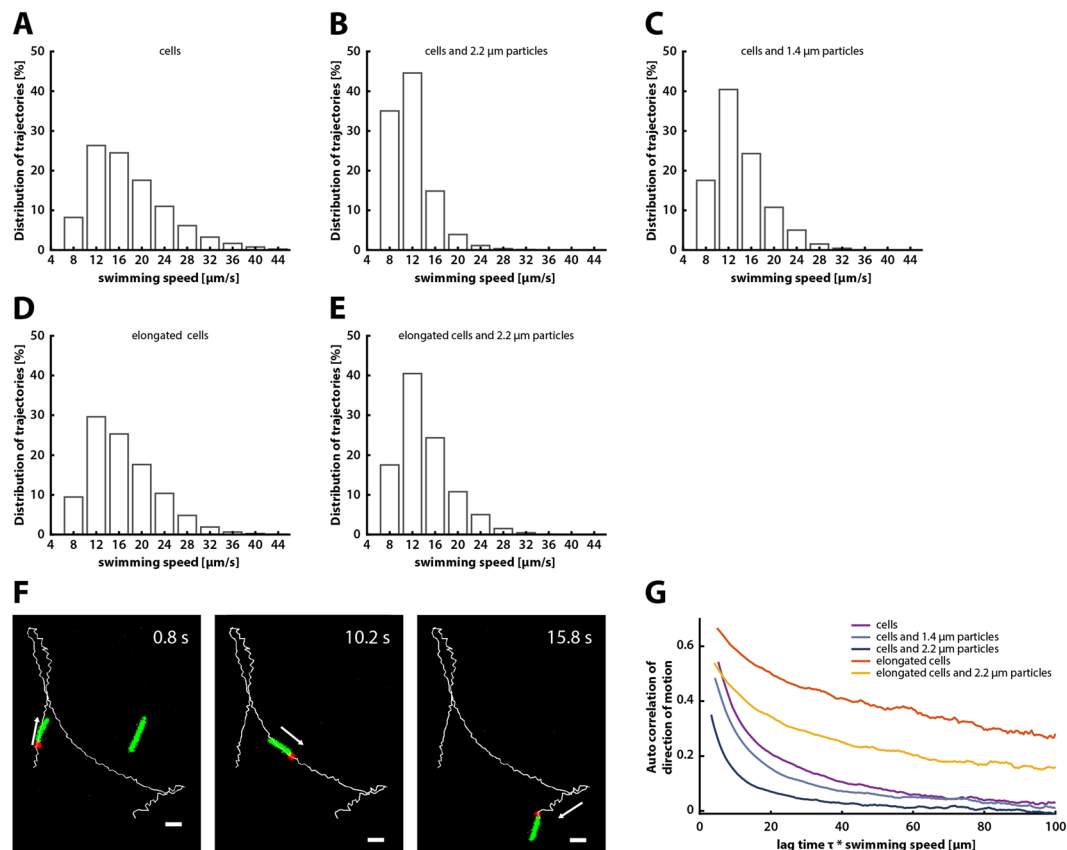 A
cells
50
40
30
20
10
0
Distribution of trajectories [%]
4 8 12 16 20 24 28 32 36 40 44
swimming speed [µm/s]
B
cells and 2.2 µm particles
50
40
30
20
10
0
Distribution of trajectories [%]
4 8 12 16 20 24 28 32 36 40 44
swimming speed [µm/s]
C
cells and 1.4 µm particles
50
40
30
20
10
0
Distribution of trajectories [%]
4 8 12 16 20 24 28 32 36 40 44
swimming speed [µm/s]
D
elongated cells
50
40
30
20
10
0
Distribution of trajectories [%]
4 8 12 16 20 24 28 32 36 40 44
swimming speed [µm/s]
E
elongated cells and 2.2 µm particles
50
40
30
20
10
0
Distribution of trajectories [%]
4 8 12 16 20 24 28 32 36 40 44
swimming speed [µm/s]
F
0.8 s
10.2 s
15.8 s
G
cells
cells and 1.4 µm particles
cells and 2.2 µm particles
elongated cells
elongated cells and 2.2 µm particles
0.6
0.4
0.2
0
Auto correlation of
direction of motion
0 20 40 60 80 100
lag time τ * swimming speed [µm]